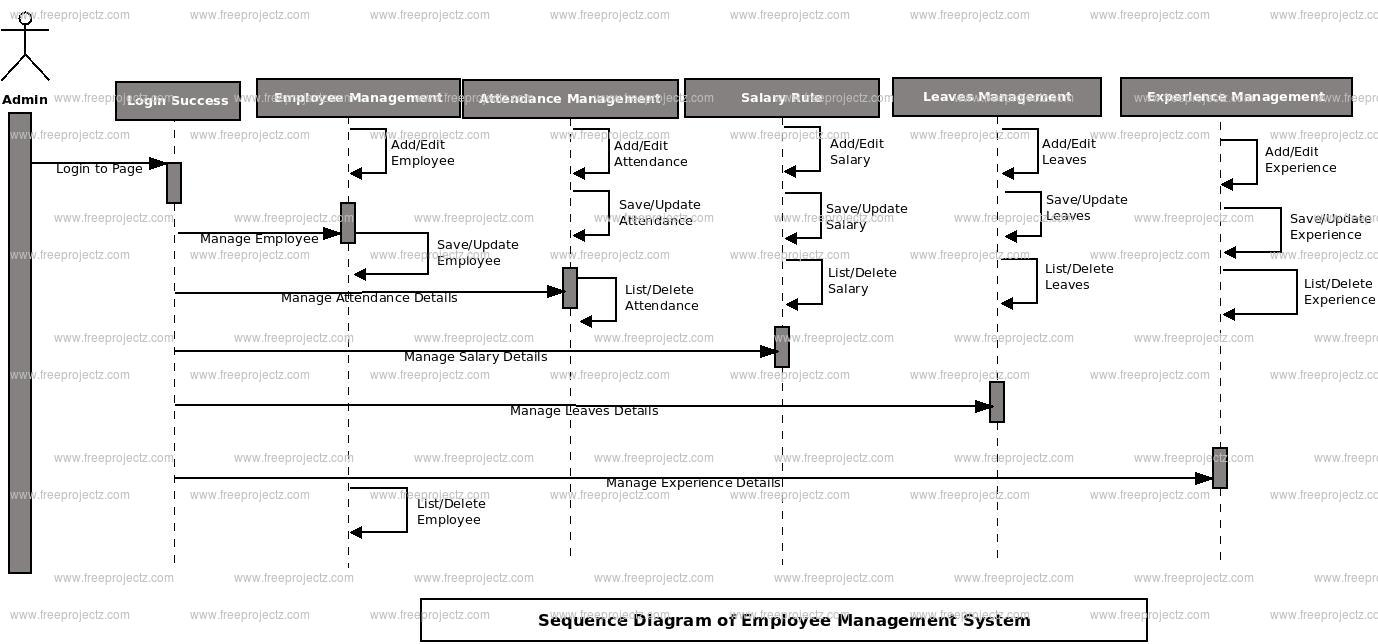 Admin
Login Success
Employee Management
Attendance Management
Salary Rule
Leaves Management
Experience Management
Login to Page
Add/Edit
Employee
Add/Edit
Attendance
Add/Edit
Salary
Add/Edit
Leaves
Add/Edit
Experience
Manage Employee
Save/Update
Employee
Save/Update
Attendance
Save/Update
Salary
Save/Update
Leaves
Save/Update
Experience
Manage Attendance Details
List/Delete
Attendance
List/Delete
Salary
List/Delete
Leaves
List/Delete
Experience
Manage Salary Details
Manage Leaves Details
Manage Experience Details
List/Delete
Employee
Sequence Diagram of Employee Management System
www.freeprojectz.com